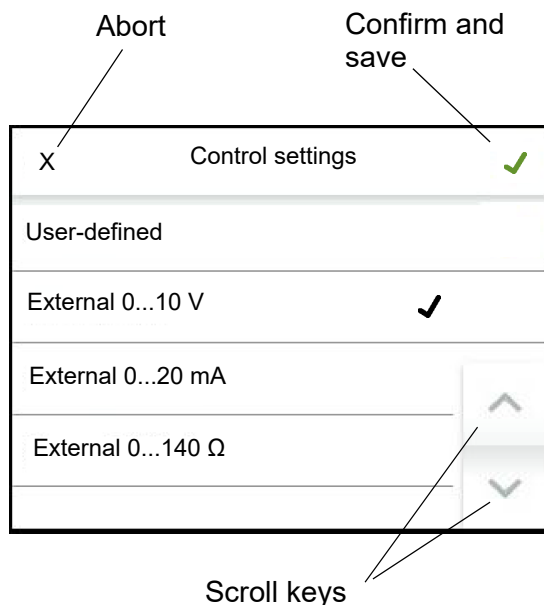 Abort
Confirm and
save
X
Control settings
User-defined
External 0...10 V
External 0...20 mA
External 0...140 Ω
Scroll keys